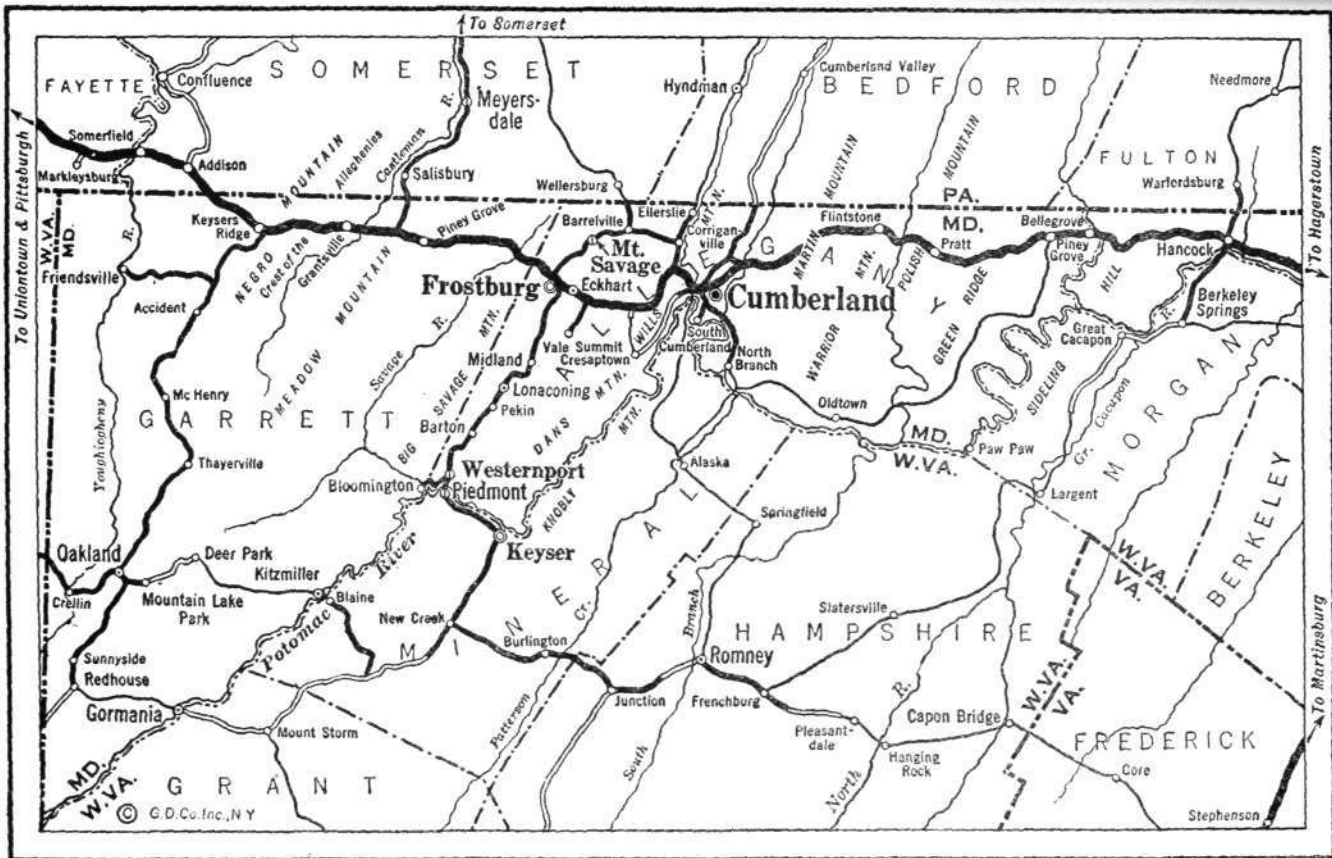 To Somerset
FAYETTE
Confluence
SOMERSET
R.
Meyers-
dale
Hyndman
Cumberland Valley
BEDFORD
Needmore
To Uniontown & Pittsburgh
Somerfield
Markleysburg
Addison
MOUNTAIN
Alleghenies
Castleman
Salisbury
Wellersburg
Ellerslie
MTN.
MOUNTAIN
MOUNTAIN
FULTON
Warfordsburg
To Hagerstown
W.VA.
MD.
PA.
MD.
Keysers
Ridge
Piney Grove
Barrelville
Corrigan-
ville
Flintstone
Pratt
Bellegrove
Piney
Grove
Hancock
R.
Friendsville
NEGRO
Crest of the
Grantsville
MOUNTAIN
Mt.
Savage
Frostburg
Eckhart
ALLEGANY
Cumberland
MARTIN
MTN.
POLISH
RIDGE
HILL
Berkeley
Springs
Accident
MEADOW
MOUNTAIN
Savage
R.
MTN.
Vale Summit
Cresaptown
WILLS
South
Cumberland
North
Branch
WARRIOR
GREEN
Great
Cacapon
R.
Mc Henry
Midland
Lonaconing
Pekin
MTN.
Oldtown
SIDELING
Cacapon
Gr.
GARRETT
Barton
BIG
SAVAGE
DANS
MTN.
MD.
W.VA.
Paw Paw
MORGAN
Youghiogheny
Thayerville
Westernport
Bloomington
Piedmont
KNOBLY
Alaska
Largent
BERKELEY
Springfield
Keyser
Oakland
Deer Park
Kitzmiller
River
W.VA.
VA.
Crellin
Mountain Lake
Park
Blaine
New Creek
MINERAL
Cr.
Branch
Slatersville
Potomac
Burlington
HAMPSHIRE
Romney
Sunnyside
Redhouse
W.VA.
VA.
To Martinsburg
Gormania
Junction
Frenchburg
R.
Capon Bridge
Mount Storm
Patterson
South
Pleasant-
dale
Hanging
Rock
FREDERICK
MD.
W.VA.
GRANT
North
Core
© G.D.Co.Inc., N Y
Stephenson